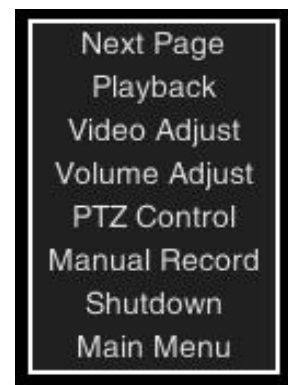 Next Page
Playback
Video Adjust
Volume Adjust
PTZ Control
Manual Record
Shutdown
Main Menu